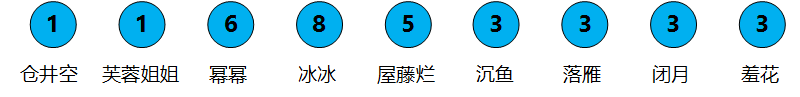 1 1 6 8 5 3 3 3 3
仓井空 芙蓉姐姐 幂幂 冰冰 屋藤烂 沉鱼 落雁 闭月 羞花